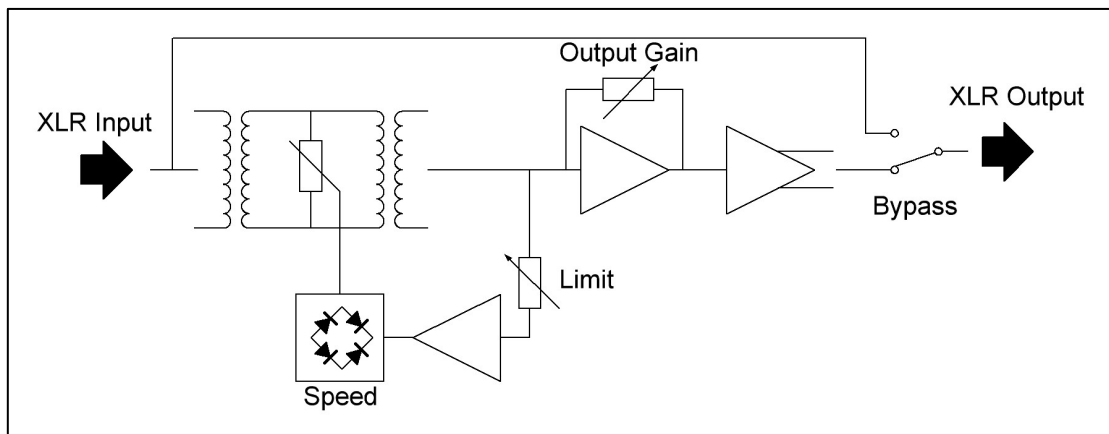 Output Gain
XLR Input
XLR Output
Bypass
Limit
Speed